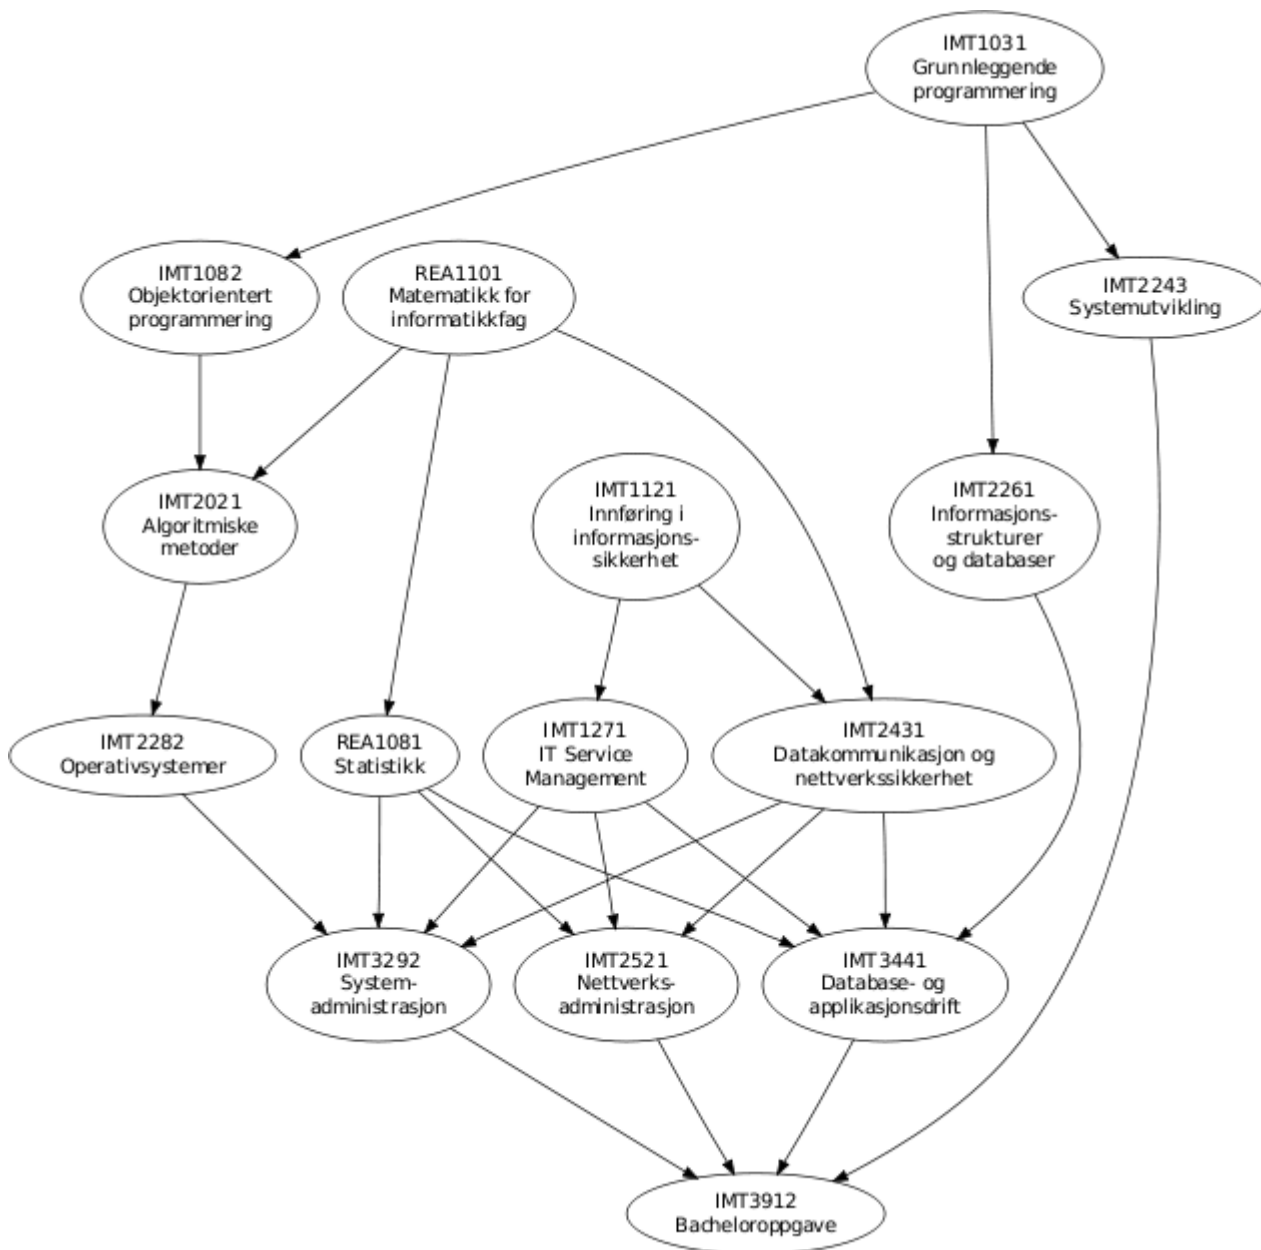 IMT1031
Grunnleggende
programmering
IMT1082
Objektorientert
programmering
REA1101
Matematikk for
informatikkfag
IMT2243
Systemutvikling
IMT2021
Algoritmiske
metoder
IMT1121
Innføring i
informasjons-
sikkerhet
IMT2261
Informasjons-
strukturer
og databaser
IMT2282
Operativsystemer
REA1081
Statistikk
IMT1271
IT Service
Management
IMT2431
Datakommunikasjon og
nettverkssikkerhet
IMT3292
System-
administrasjon
IMT2521
Nettverks-
administrasjon
IMT3441
Database- og
applikasjonsdrift
IMT3912
Bacheloroppgave